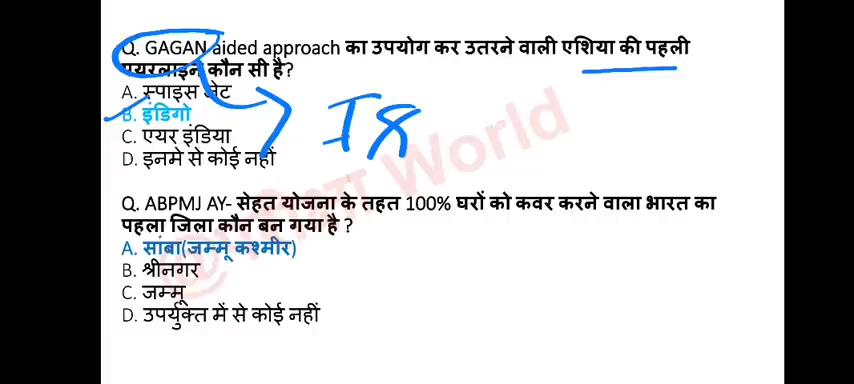 Q. GAGAN aided approach का उपयोग कर उतरने वाली एशिया की पहली
एयरलाइन कौन सी है?
A. स्पाइस जेट
B. इंडिगो
C. एयर इंडिया
D. इनमे से कोई नहीं
Q. ABPMJ AY- सेहत योजना के तहत 100% घरों को कवर करने वाला भारत का
पहला जिला कौन बन गया है ?
A. सांबा(जम्मू कश्मीर)
B. श्रीनगर
C. जम्मू
D. उपर्युक्त में से कोई नहीं
World